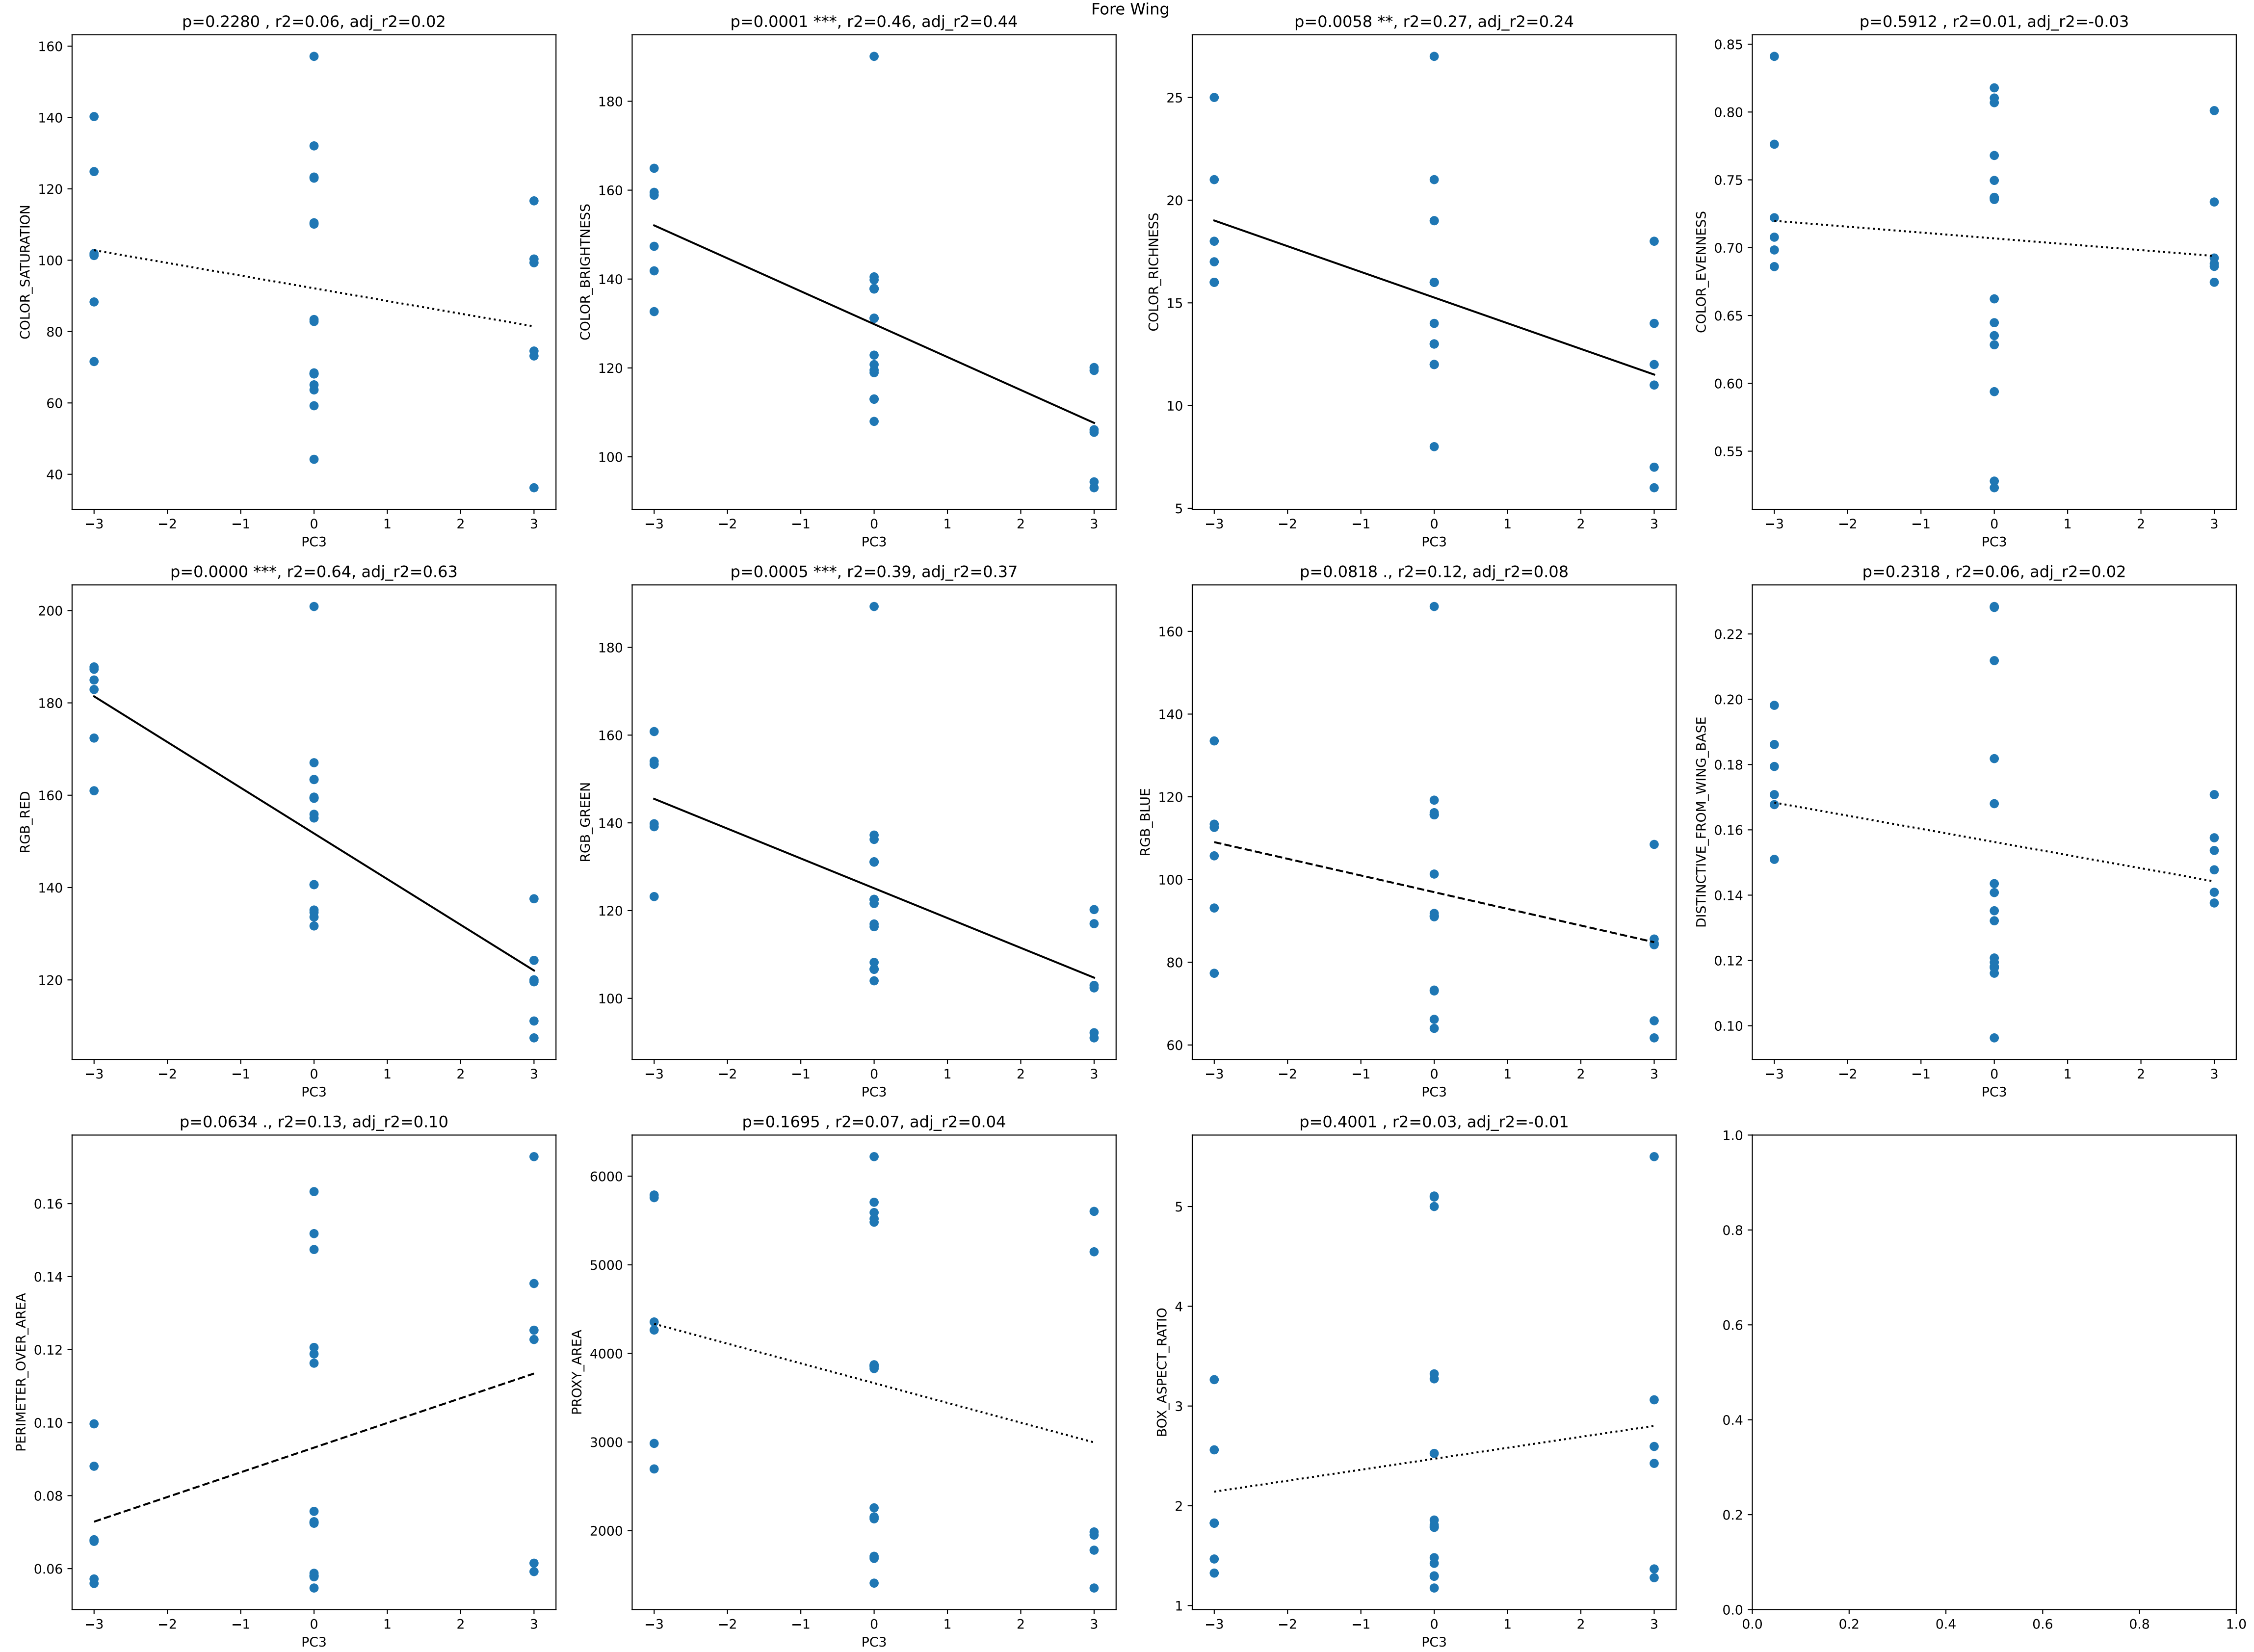 Fore Wing
p=0.2280 , r2=0.06, adj_r2=0.02
160
140
120
100
80
60
40
COLOR_SATURATION
−3 −2 −1 0 1 2 3
PC3
p=0.0001 ***, r2=0.46, adj_r2=0.44
180
160
140
120
100
COLOR_BRIGHTNESS
−3 −2 −1 0 1 2 3
PC3
p=0.0058 **, r2=0.27, adj_r2=0.24
25
20
15
10
5
COLOR_RICHNESS
−3 −2 −1 0 1 2 3
PC3
p=0.5912 , r2=0.01, adj_r2=-0.03
0.85
0.80
0.75
0.70
0.65
0.60
0.55
COLOR_EVENNESS
−3 −2 −1 0 1 2 3
PC3
p=0.0000 ***, r2=0.64, adj_r2=0.63
200
180
160
140
120
RGB_RED
−3 −2 −1 0 1 2 3
PC3
p=0.0005 ***, r2=0.39, adj_r2=0.37
180
160
140
120
100
RGB_GREEN
−3 −2 −1 0 1 2 3
PC3
p=0.0818 ., r2=0.12, adj_r2=0.08
160
140
120
100
80
60
RGB_BLUE
−3 −2 −1 0 1 2 3
PC3
p=0.2318 , r2=0.06, adj_r2=0.02
0.22
0.20
0.18
0.16
0.14
0.12
0.10
DISTINCTIVE_FROM_WING_BASE
−3 −2 −1 0 1 2 3
PC3
p=0.0634 ., r2=0.13, adj_r2=0.10
0.16
0.14
0.12
0.10
0.08
0.06
PERIMETER_OVER_AREA
−3 −2 −1 0 1 2 3
PC3
p=0.1695 , r2=0.07, adj_r2=0.04
6000
5000
4000
3000
2000
PROXY_AREA
−3 −2 −1 0 1 2 3
PC3
p=0.4001 , r2=0.03, adj_r2=-0.01
5
4
3
2
1
BOX_ASPECT_RATIO
−3 −2 −1 0 1 2 3
PC3
1.0
0.8
0.6
0.4
0.2
0.0
0.0 0.2 0.4 0.6 0.8 1.0